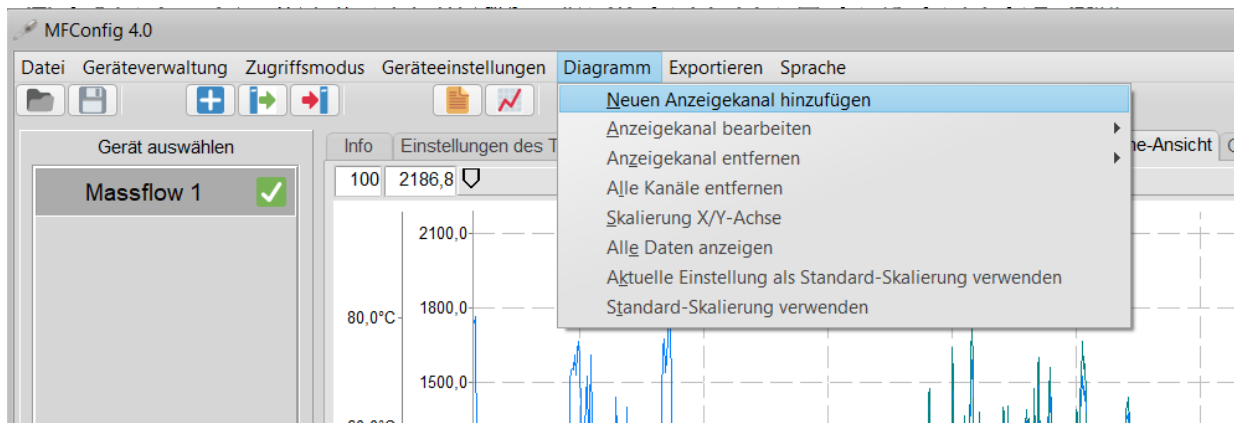 MFConfig 4.0
Datei Geräteverwaltung Zugriffsmodus Geräteeinstellungen Diagramm Exportieren Sprache
Neuen Anzeigekanal hinzufügen
Anzeigekanal bearbeiten
Anzeigekanal entfernen
Alle Kanäle entfernen
Skalierung X/Y-Achse
Alle Daten anzeigen
Aktuelle Einstellung als Standard-Skalierung verwenden
Standard-Skalierung verwenden
Gerät auswählen
Massflow 1
Info Einstellungen des T ne-Ansicht
100 2186,8
2100,0
80,0°C 1800,0
1500,0